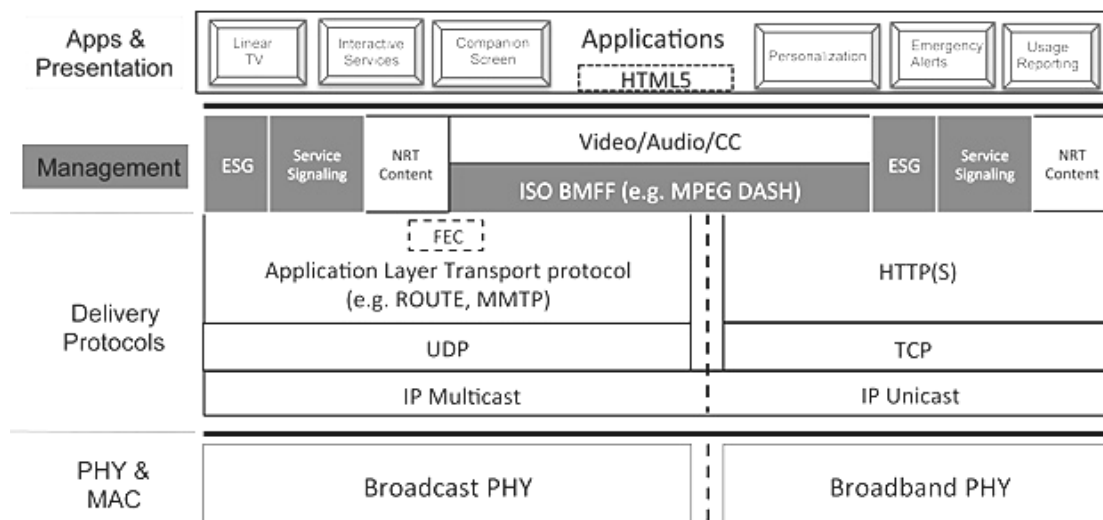 Apps &
Presentation
Linear
TV
Interactive
Services
Companion
Screen
Applications
HTML5
Personalization
Emergency
Alerts
Usage
Reporting
Management
ESG
Service
Signaling
NRT
Content
Video/Audio/CC
ISO BMFF (e.g. MPEG DASH)
ESG
Service
Signaling
NRT
Content
Delivery
Protocols
FEC
Application Layer Transport protocol
(e.g. ROUTE, MMTP)
HTTP(S)
UDP
TCP
IP Multicast
IP Unicast
PHY &
MAC
Broadcast PHY
Broadband PHY